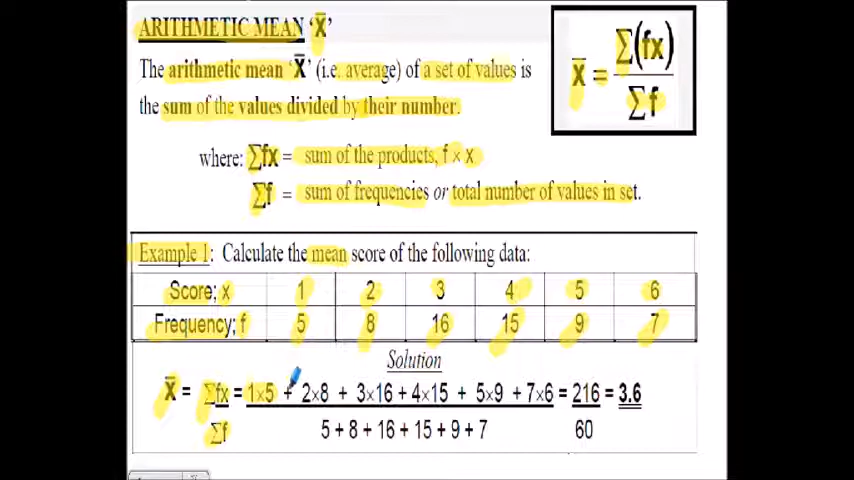 ARITHMETIC MEAN ‘X̄’
The arithmetic mean ‘X̄’ (i.e. average) of a set of values is
the sum of the values divided by their number.
X̄ = ∑(fx)
∑f
where: ∑fx = sum of the products, f × x
∑f = sum of frequencies or total number of values in set.
Example 1: Calculate the mean score of the following data:
Score; x 1 2 3 4 5 6
Frequency; f 5 8 16 15 9 7
Solution
X̄ = ∑fx = 1×5 + 2×8 + 3×16 + 4×15 + 5×9 + 7×6 = 216 = 3.6
∑f 5 + 8 + 16 + 15 + 9 + 7 60